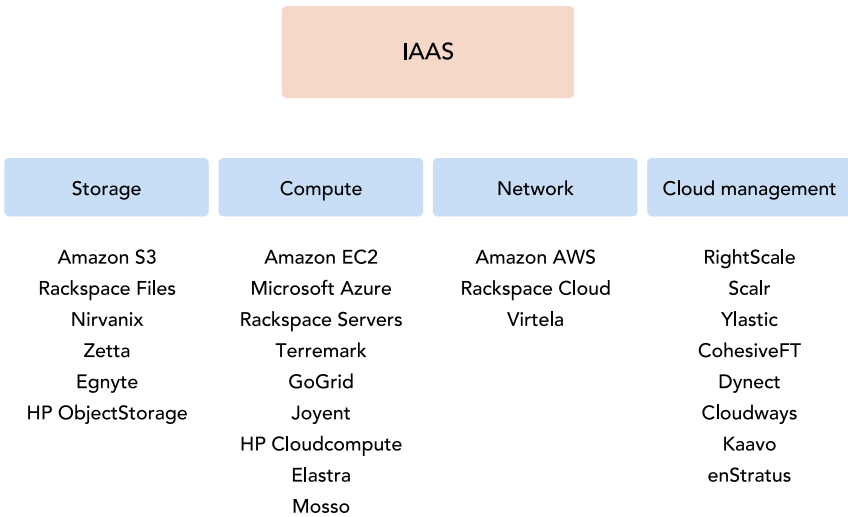 IAAS
Storage
Amazon S3
Rackspace Files
Nirvanix
Zetta
Egnyte
HP ObjectStorage
Compute
Amazon EC2
Microsoft Azure
Rackspace Servers
Terremark
GoGrid
Joyent
HP Cloudcompute
Elastra
Mosso
Network
Amazon AWS
Rackspace Cloud
Virtela
Cloud management
RightScale
Scalr
Ylastic
CohesiveFT
Dynect
Cloudways
Kaavo
enStratus